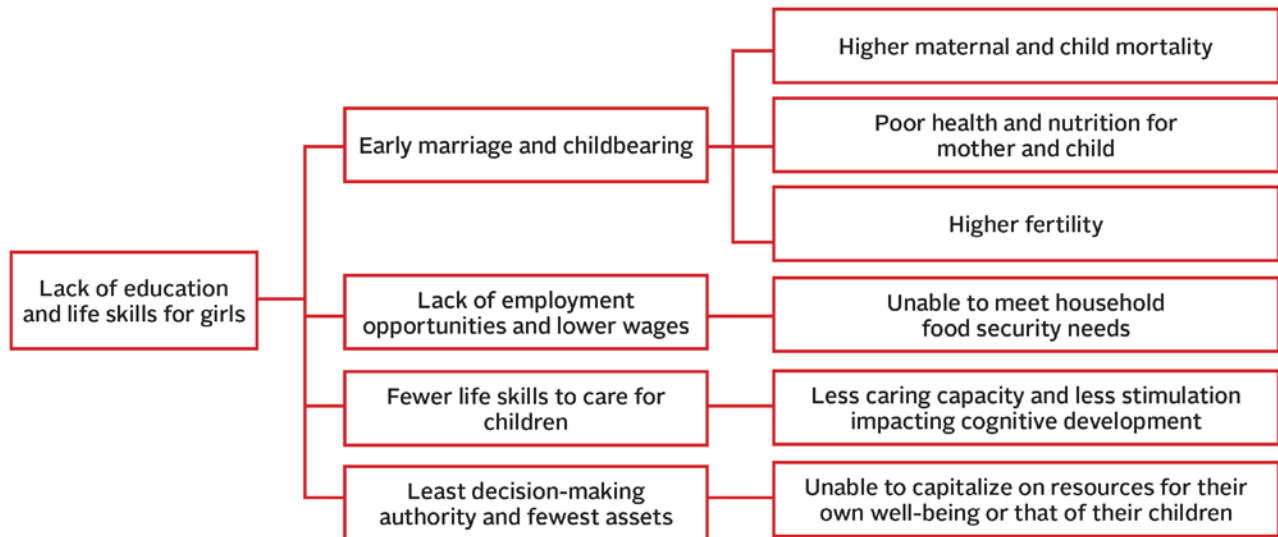 Lack of education
and life skills for girls
Early marriage and childbearing
Higher maternal and child mortality
Poor health and nutrition for
mother and child
Higher fertility
Lack of employment
opportunities and lower wages
Unable to meet household
food security needs
Fewer life skills to care for
children
Less caring capacity and less stimulation
impacting cognitive development
Least decision-making
authority and fewest assets
Unable to capitalize on resources for their
own well-being or that of their children